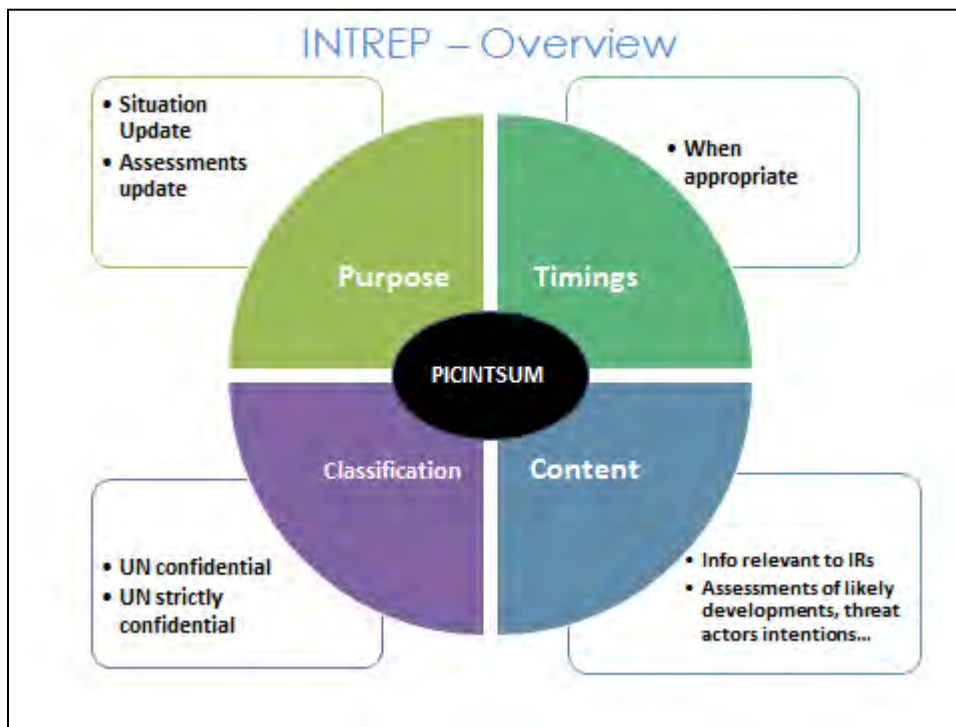 INTREP – Overview
• Situation
Update
• Assessments
update
• When
appropriate
Purpose
Timings
PICINTSUM
Classification
Content
• UN confidential
• UN strictly
confidential
• Info relevant to IRs
• Assessments of likely
developments, threat
actors intentions...